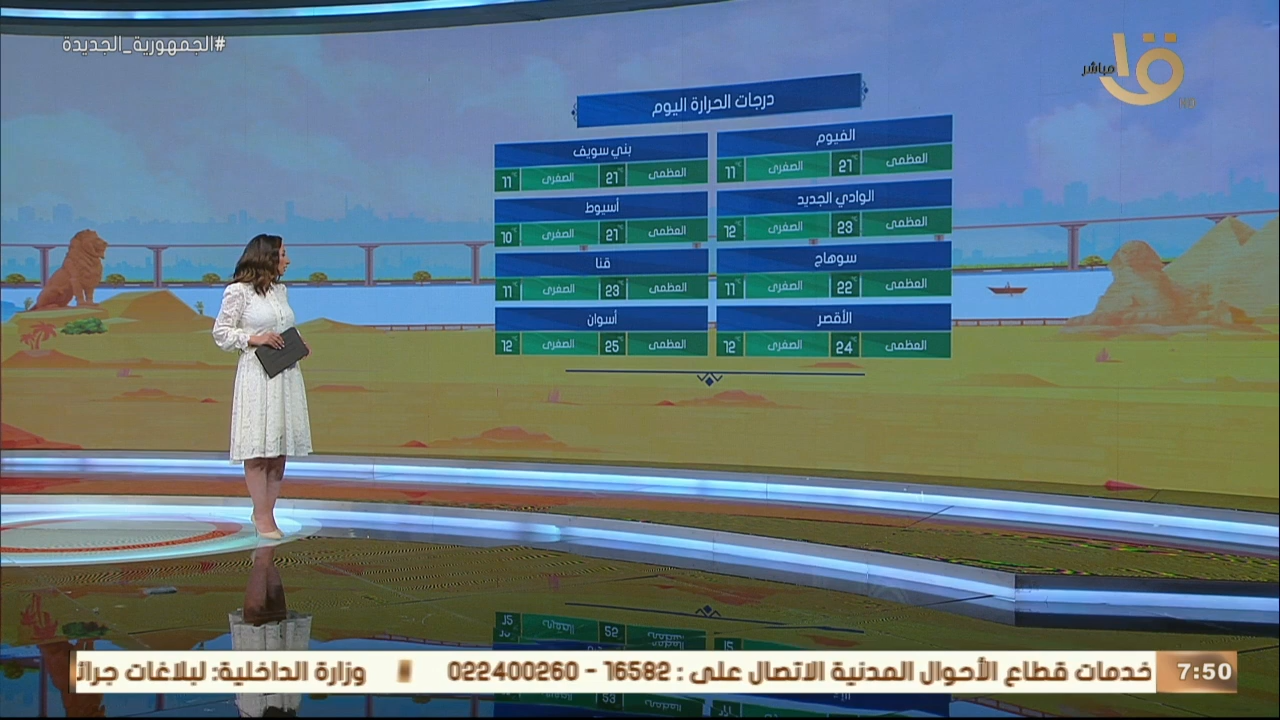 #الجمهورية_الجديدة
مباشر
HD
درجات الحرارة اليوم
الفيوم
العظمى 21°c الصغرى 11°c
بني سويف
العظمى 21°c الصغرى 11°c
الوادي الجديد
العظمى 23°c الصغرى 12°c
أسيوط
العظمى 21°c الصغرى 10°c
سوهاج
العظمى 22°c الصغرى 11°c
قنا
العظمى 23°c الصغرى 11°c
الأقصر
العظمى 24°c الصغرى 12°c
أسوان
العظمى 25°c الصغرى 12°c
7:50
خدمات قطاع الأحوال المدنية الاتصال على : 16582 - 022400260
وزارة الداخلية: لبلاغات جرائ